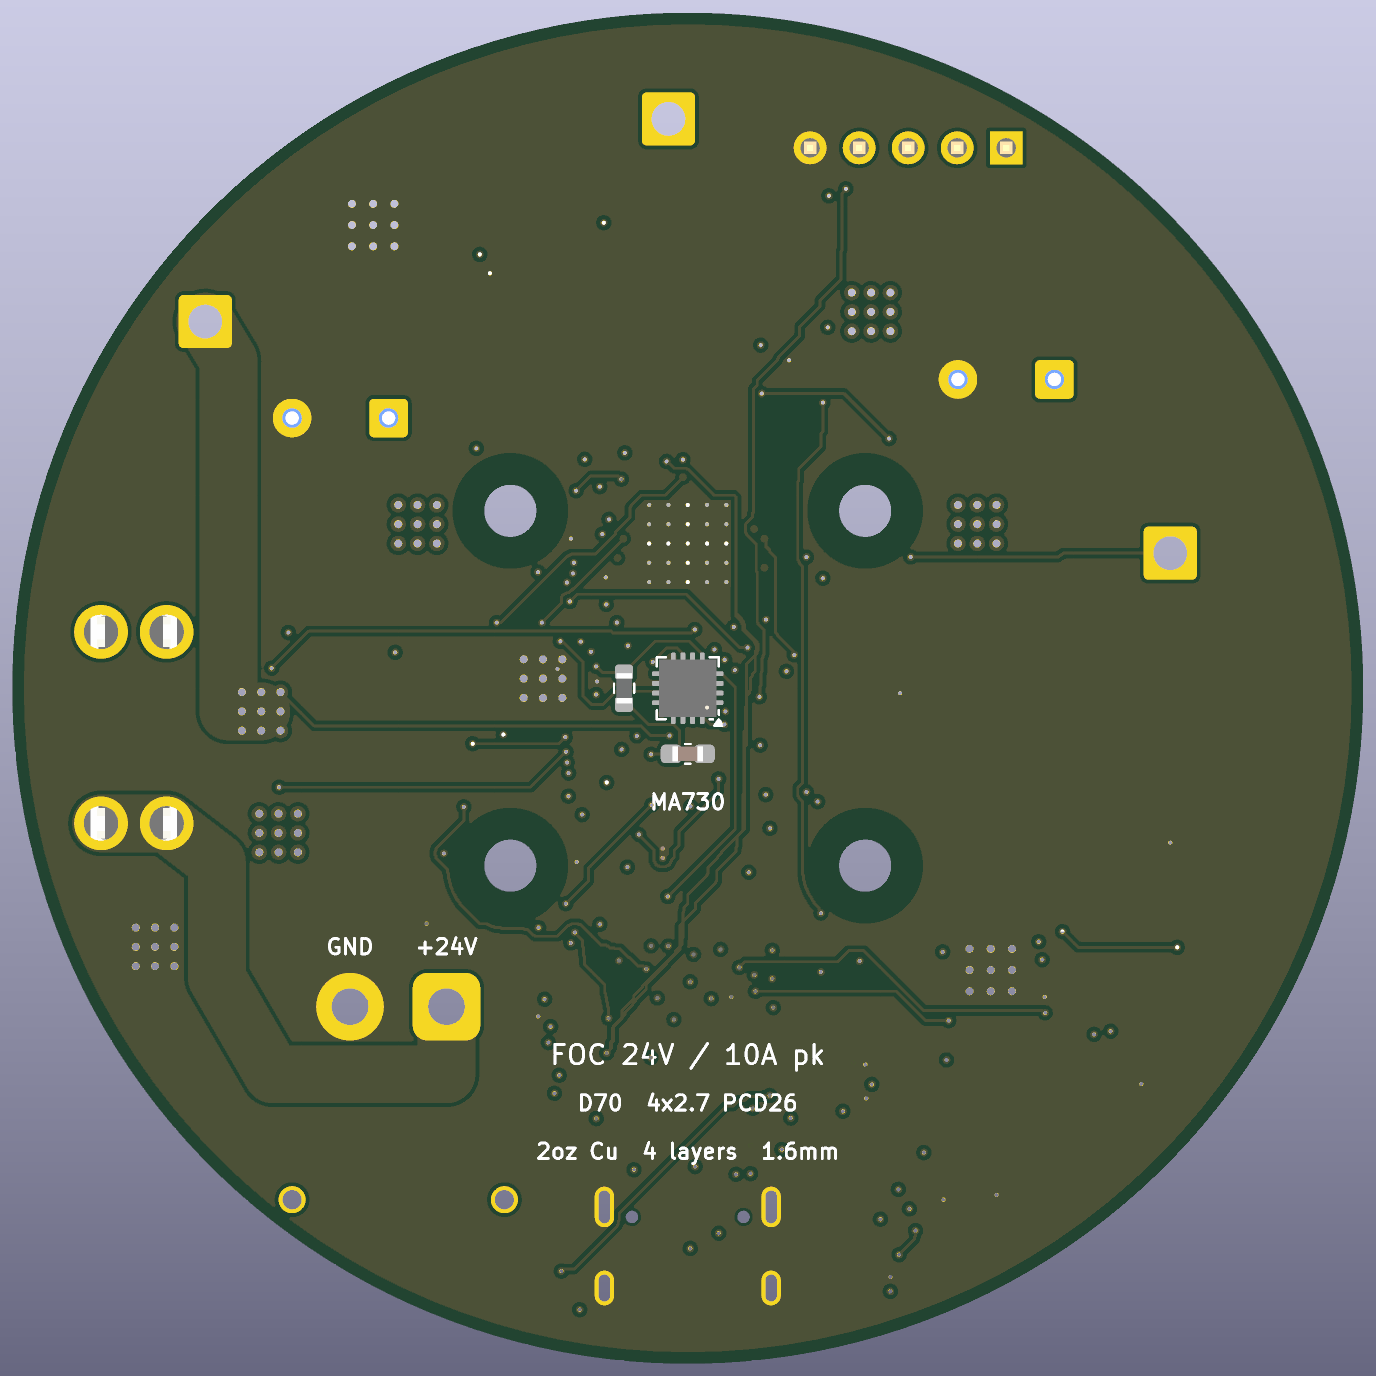 MA730
GND +24V
FOC 24V / 10A pk
D70 4x2.7 PCD26
2oz Cu 4 layers 1.6mm